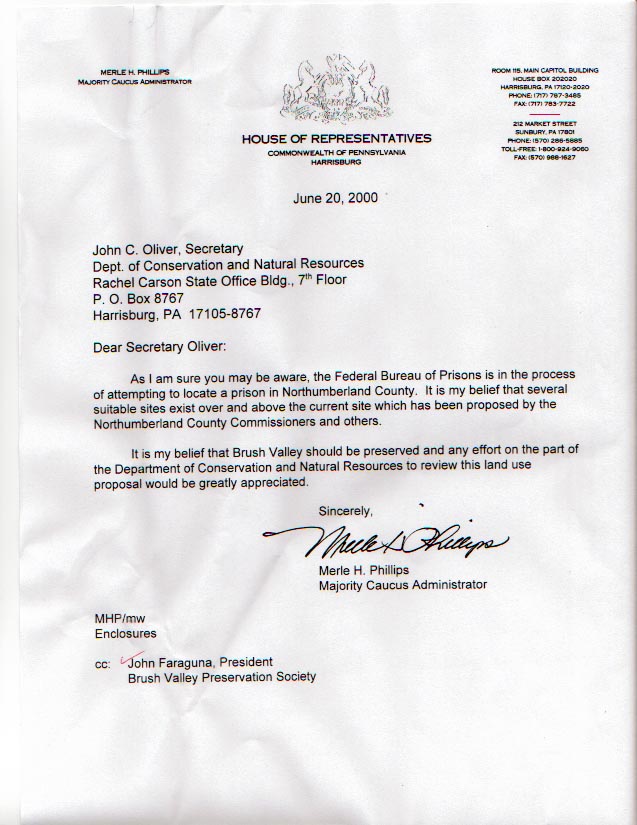 MERLE H. PHILLIPS
MAJORITY CAUCUS ADMINISTRATOR
ROOM 115, MAIN CAPITOL BUILDING
HOUSE BOX 202020
HARRISBURG, PA 17120-2020
PHONE: (717) 787-3485
FAX: (717) 783-7722
212 MARKET STREET
SUNBURY, PA 17801
PHONE: (570) 286-5885
TOLL-FREE: 1-800-924-9060
FAX: (570) 988-1627
HOUSE OF REPRESENTATIVES
COMMONWEALTH OF PENNSYLVANIA
HARRISBURG
June 20, 2000
John C. Oliver, Secretary
Dept. of Conservation and Natural Resources
Rachel Carson State Office Bldg., 7th Floor
P. O. Box 8767
Harrisburg, PA 17105-8767
Dear Secretary Oliver:
As I am sure you may be aware, the Federal Bureau of Prisons is in the process
of attempting to locate a prison in Northumberland County. It is my belief that several
suitable sites exist over and above the current site which has been proposed by the
Northumberland County Commissioners and others.
It is my belief that Brush Valley should be preserved and any effort on the part of
the Department of Conservation and Natural Resources to review this land use
proposal would be greatly appreciated.
Sincerely,
Merle H. Phillips
Merle H. Phillips
Majority Caucus Administrator
MHP/mw
Enclosures
cc: John Faraguna, President
Brush Valley Preservation Society